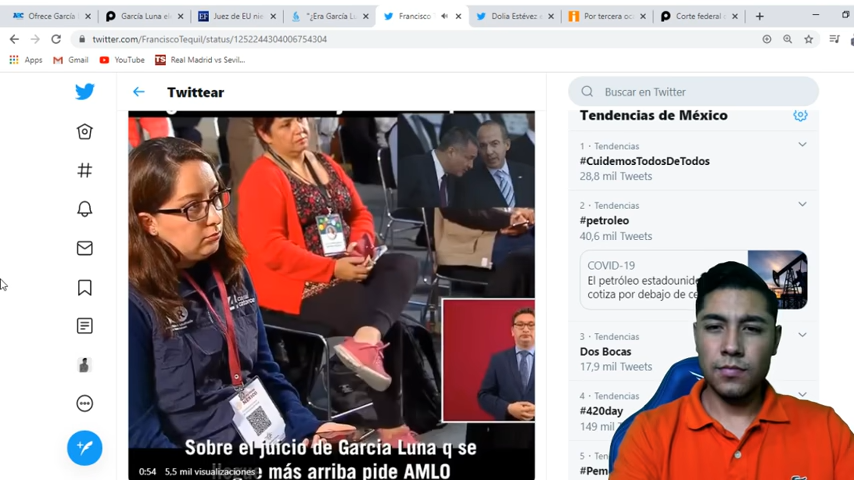 Ofrece García l
García Luna el
Juez de EU nie
"¿Era García Lu
Francisco
Dolia Estévez e
Por tercera oc
Corte federal c
twitter.com/FranciscoTequil/status/1252244304006754304
Apps
Gmail
YouTube
Real Madrid vs Sevil...
Twittear
Buscar en Twitter
Tendencias de México
1 · Tendencias
#CuidemosTodosDeTodos
28,8 mil Tweets
2 · Tendencias
#petroleo
40,6 mil Tweets
COVID-19
El petróleo estadounide
cotiza por debajo de ce
3 · Tendencias
Dos Bocas
17,9 mil Tweets
4 · Tendencias
#420day
149 mil
5 ·
#Pem
Sobre el juicio de García Luna q se
más arriba pide AMLO
0:54 5,5 mil visualizaciones